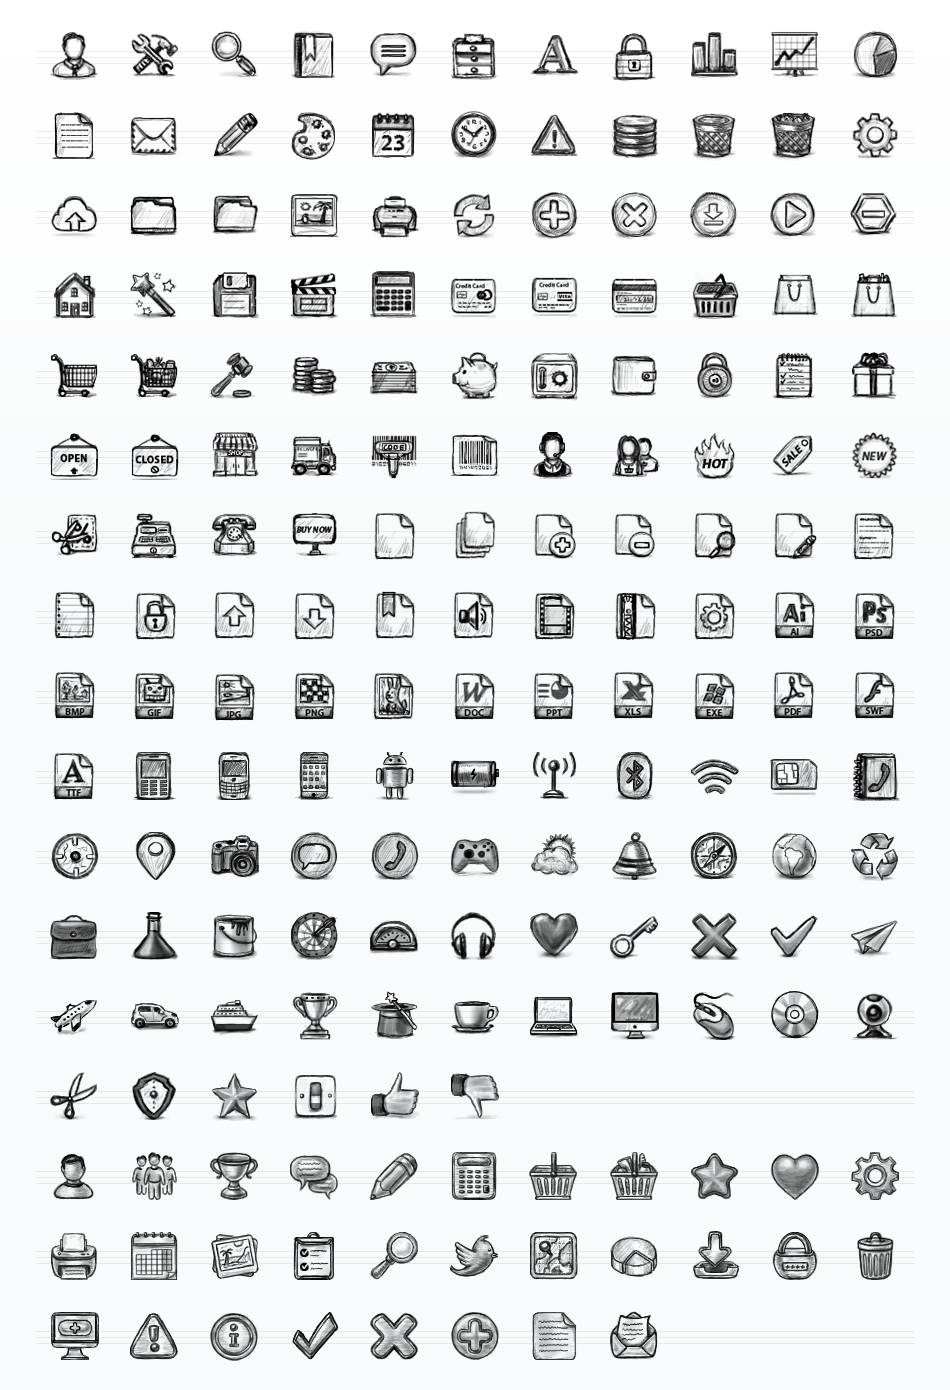 A
23
Credit Card
Credit Card
VISA
OPEN
CLOSED
SHOP
DELIVERY
CODE
HOT
SALE
NEW
BUY NOW
Ai
AI
Ps
PSD
BMP
GIF
JPG
PNG
W
DOC
PPT
X
XLS
EXE
PDF
SWF
A
TTF
i